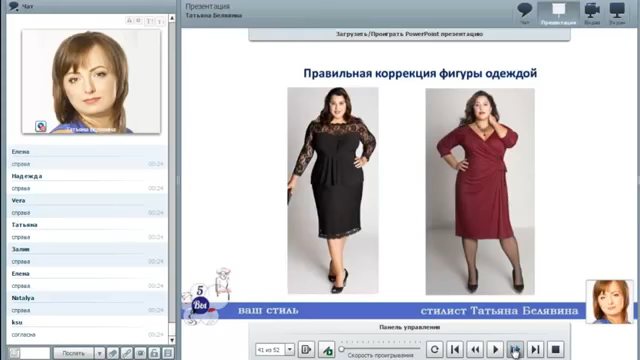 Чат
Татьяна Белявина
Елена
справа 00:24
Надежда
справа 00:24
Vera
справа 00:24
Татьяна
справа 00:24
Залия
справа 00:24
Елена
справа 00:24
Natalya
справа 00:24
ksu
согласна 00:24
Послать
Презентация
Татьяна Белявина
Чат
Презентация
Видео
Экран
Загрузить/Проиграть PowerPoint презентацию
Правильная коррекция фигуры одеждой
5
Вы
ваш стиль
стилист Татьяна Белявина
Панель управления
41 из 52
Скорость проигрывания